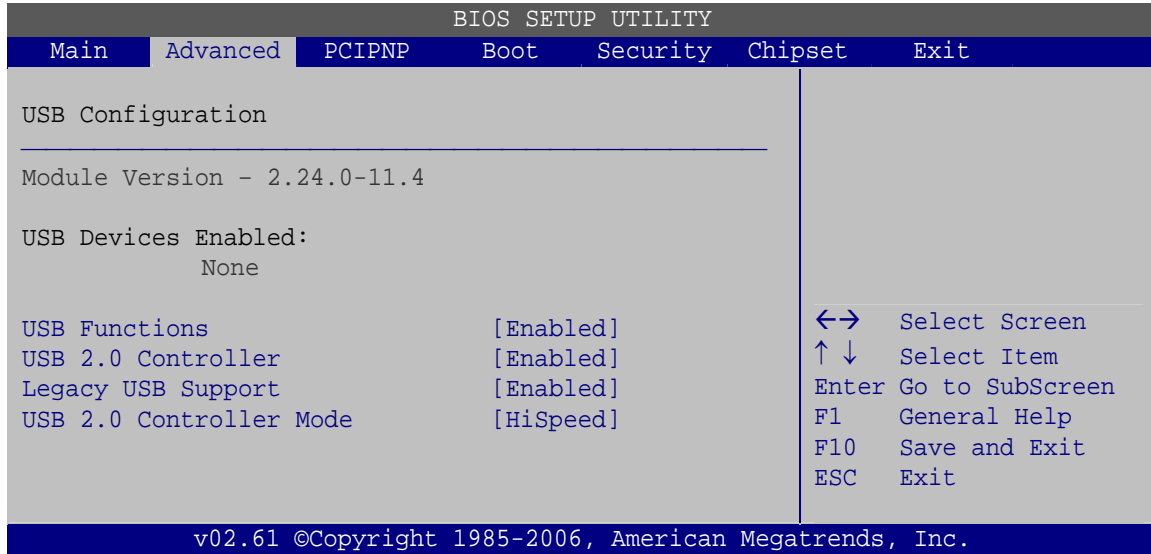 BIOS SETUP UTILITY
Main Advanced PCIPNP Boot Security Chipset Exit
USB Configuration
Module Version – 2.24.0-11.4
USB Devices Enabled:
None
USB Functions [Enabled]
USB 2.0 Controller [Enabled]
Legacy USB Support [Enabled]
USB 2.0 Controller Mode [HiSpeed]
←→ Select Screen
↑↓ Select Item
Enter Go to SubScreen
F1 General Help
F10 Save and Exit
ESC Exit
v02.61 ©Copyright 1985-2006, American Megatrends, Inc.